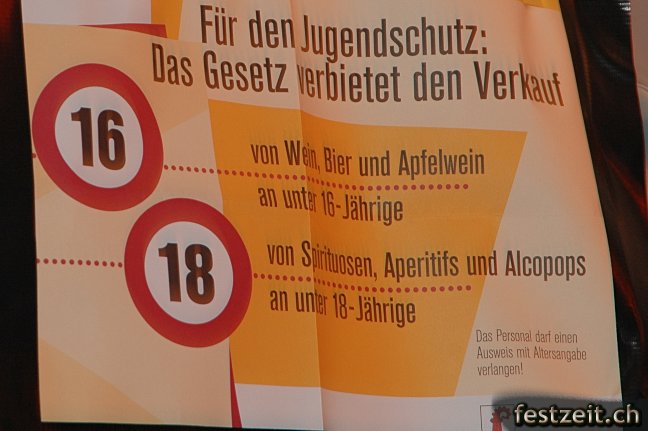 Für den Jugendschutz:
Das Gesetz verbietet den Verkauf
16
von Wein, Bier und Apfelwein
an unter 16-Jährige
18
von Spirituosen, Aperitifs und Alcopops
an unter 18-Jährige
Das Personal darf einen
Ausweis mit Altersangabe
verlangen!
festzeit.ch